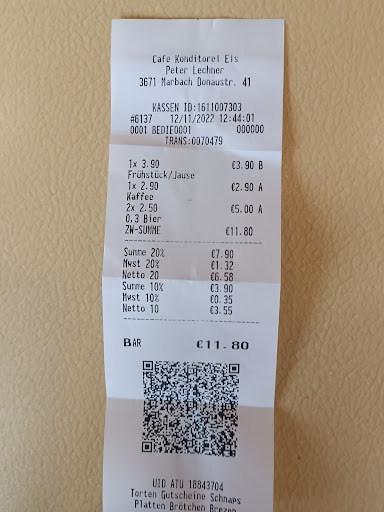 Cafe Konditorei Eis
Peter Lechner
3671 Marbach Donaustr. 41
KASSEN ID:1611007303
#6137 12/11/2022 12:44:01
0001 BEDIE0001 000000
TRANS:0070479
1x 3.90 €3.90 B
Frühstück/Jause
1x 2.90 €2.90 A
Kaffee
2x 2.50 €5.00 A
0,3 Bier
ZW-SUMME €11.80
Summe 20% €7.90
Mwst 20% €1.32
Netto 20 €6.58
Summe 10% €3.90
Mwst 10% €0.35
Netto 10 €3.55
BAR €11.80
UID ATU 18843704
Torten Gutscheine Schnaps
Platten Brötchen Brezen